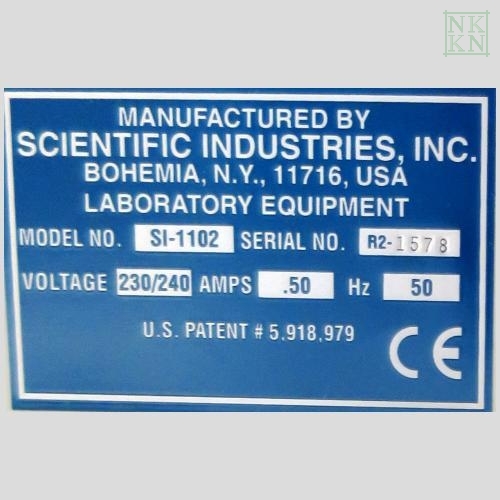 NK
KN
MANUFACTURED BY
SCIENTIFIC INDUSTRIES, INC.
BOHEMIA, N.Y., 11716, USA
LABORATORY EQUIPMENT
MODEL NO. SI-1102 SERIAL NO. R2-1578
VOLTAGE 230/240 AMPS .50 Hz 50
U.S. PATENT # 5,918,979
CE